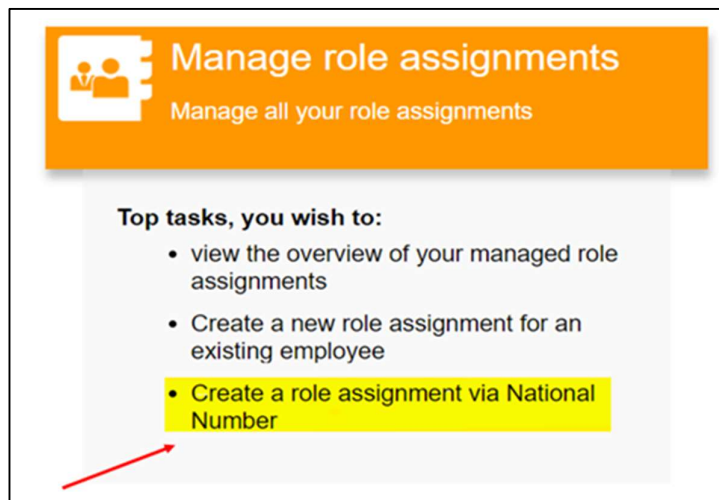 Manage role assignments
Manage all your role assignments
Top tasks, you wish to:
• view the overview of your managed role
assignments
• Create a new role assignment for an
existing employee
• Create a role assignment via National
Number